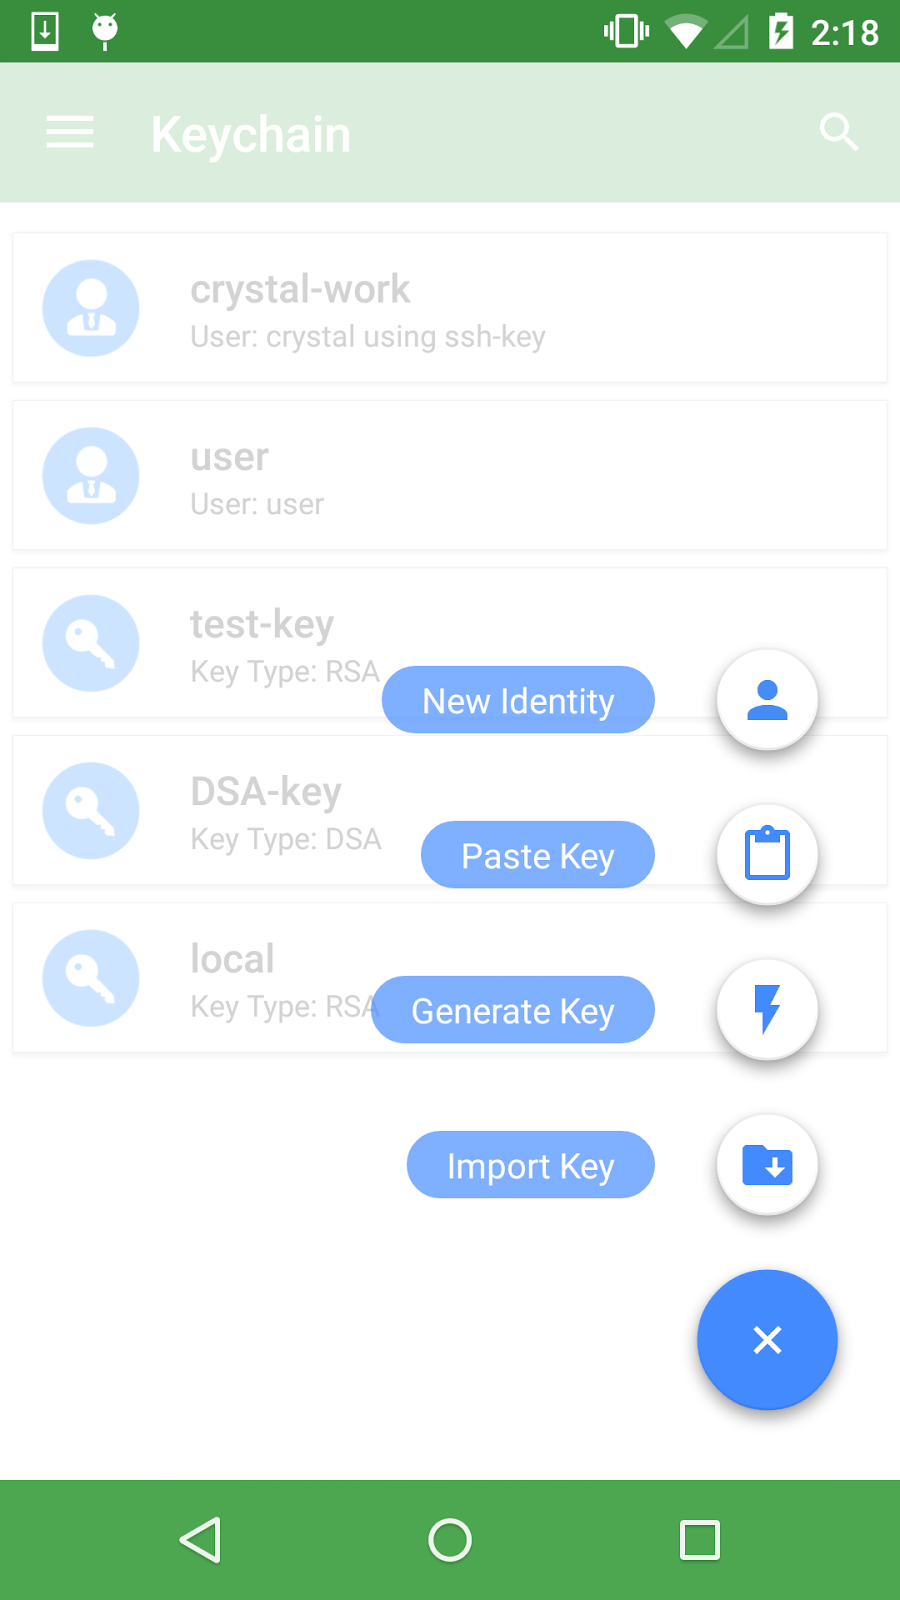 2:18
Keychain
crystal-work
User: crystal using ssh-key
user
User: user
test-key
Key Type: RSA
New Identity
DSA-key
Key Type: DSA
Paste Key
local
Key Type: RSA
Generate Key
Import Key